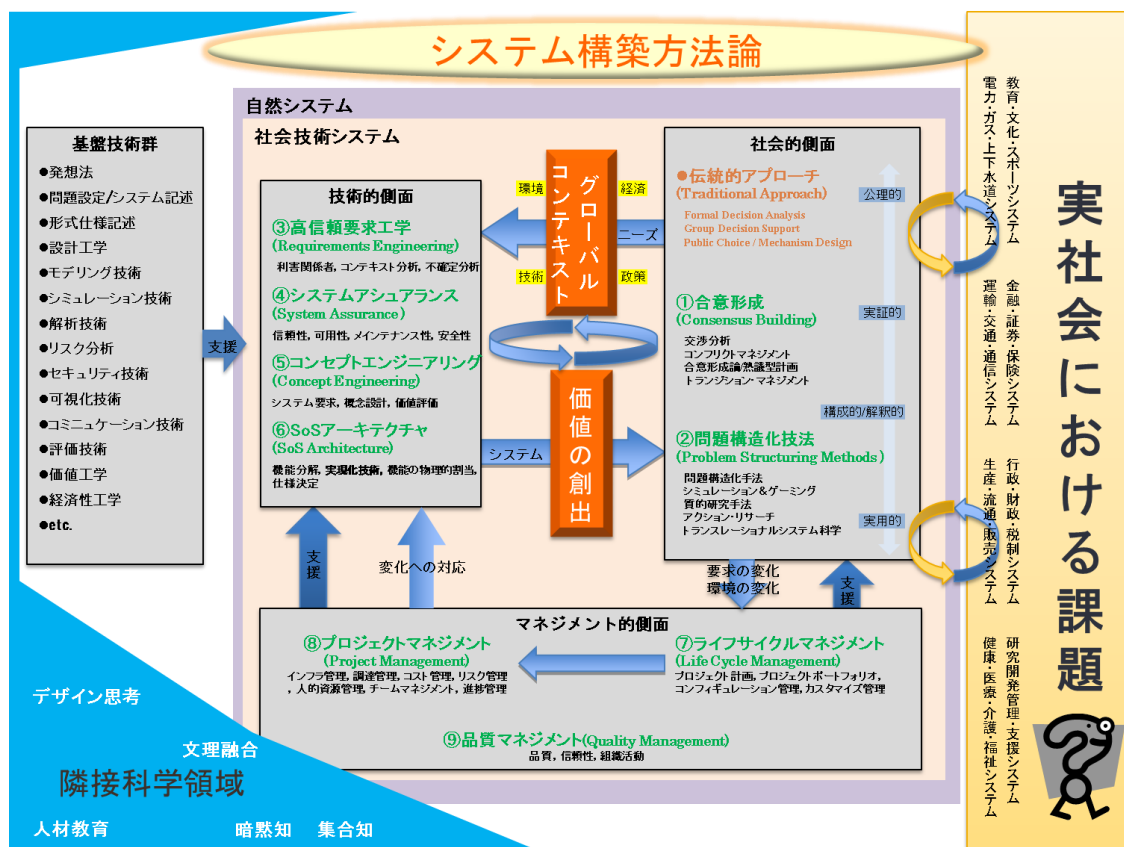 システム構築方法論
自然システム
社会技術システム
基盤技術群
●発想法
●問題設定/システム記述
●形式仕様記述
●設計工学
●モデリング技術
●シミュレーション技術
●解析技術
●リスク分析
●セキュリティ技術
●可視化技術
●コミニュケーション技術
●評価技術
●価値工学
●経済性工学
●etc.
支援
技術的側面
③高信頼要求工学
(Requirements Engineering)
利害関係者, コンテキスト分析, 不確定分析
④システムアシュアランス
(System Assurance)
信頼性, 可用性, メインテナンス性, 安全性
⑤コンセプトエンジニアリング
(Concept Engineering)
システム要求, 概念設計, 価値評価
⑥SoSアーキテクチャ
(SoS Architecture)
機能分解, 実現化技術, 機能の物理的割当,
仕様決定
グローバル
コンテキスト
環境
経済
技術
政策
ニーズ
価値の創出
システム
社会的側面
●伝統的アプローチ
(Traditional Approach)
Formal Decision Analysis
Group Decision Support
Public Choice / Mechanism Design
①合意形成
(Consensus Building)
交渉分析
コンフリクトマネジメント
合意形成論/熟議型計画
トランジション・マネジメント
②問題構造化技法
(Problem Structuring Methods )
問題構造化手法
シミュレーション&ゲーミング
質的研究手法
アクション・リサーチ
トランスレーショナルシステム科学
公理的
実証的
構成的/解釈的
実用的
支援
変化への対応
要求の変化
環境の変化
支援
マネジメント的側面
⑧プロジェクトマネジメント
(Project Management)
インフラ管理, 調達管理, コスト管理, リスク管理
, 人的資源管理, チームマネジメント, 進捗管理
⑦ライフサイクルマネジメント
(Life Cycle Management)
プロジェクト計画, プロジェクトポートフォリオ,
コンフィギュレーション管理, カスタマイズ管理
⑨品質マネジメント(Quality Management)
品質, 信頼性, 組織活動
デザイン思考
文理融合
隣接科学領域
人材教育
暗黙知
集合知
教育・文化・スポーツシステム
電力・ガス・上下水道システム
金融・証券・保険システム
運輸・交通・通信システム
行政・財政・税制システム
生産・流通・販売システム
研究開発管理・支援システム
健康・医療・介護・福祉システム
実社会における課題